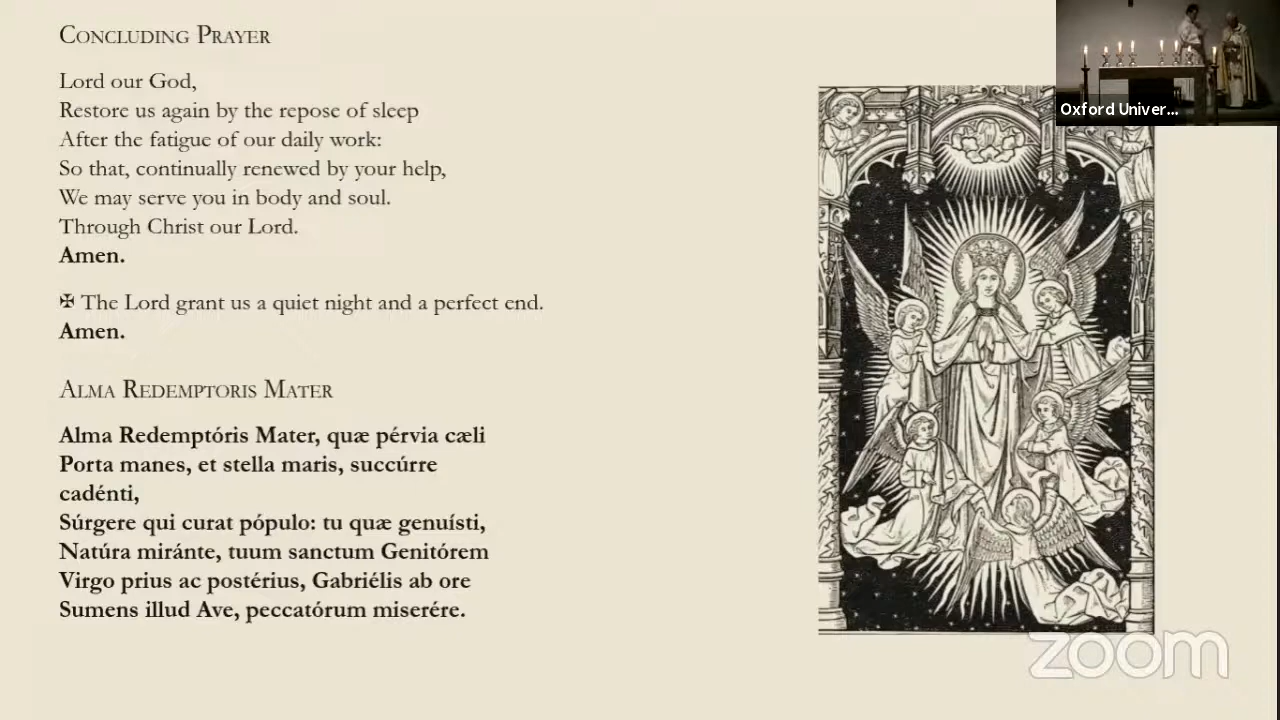 Concluding Prayer
Lord our God,
Restore us again by the repose of sleep
After the fatigue of our daily work:
So that, continually renewed by your help,
We may serve you in body and soul.
Through Christ our Lord.
Amen.
✠ The Lord grant us a quiet night and a perfect end.
Amen.
Alma Redemptoris Mater
Alma Redemptóris Mater, quæ pérvia cæli
Porta manes, et stella maris, succúrre
cadénti,
Súrgere qui curat pópulo: tu quæ genuísti,
Natúra miránte, tuum sanctum Genitórem
Virgo prius ac postérius, Gabriélis ab ore
Sumens illud Ave, peccatórum miserére.
Oxford Univer...
zoom